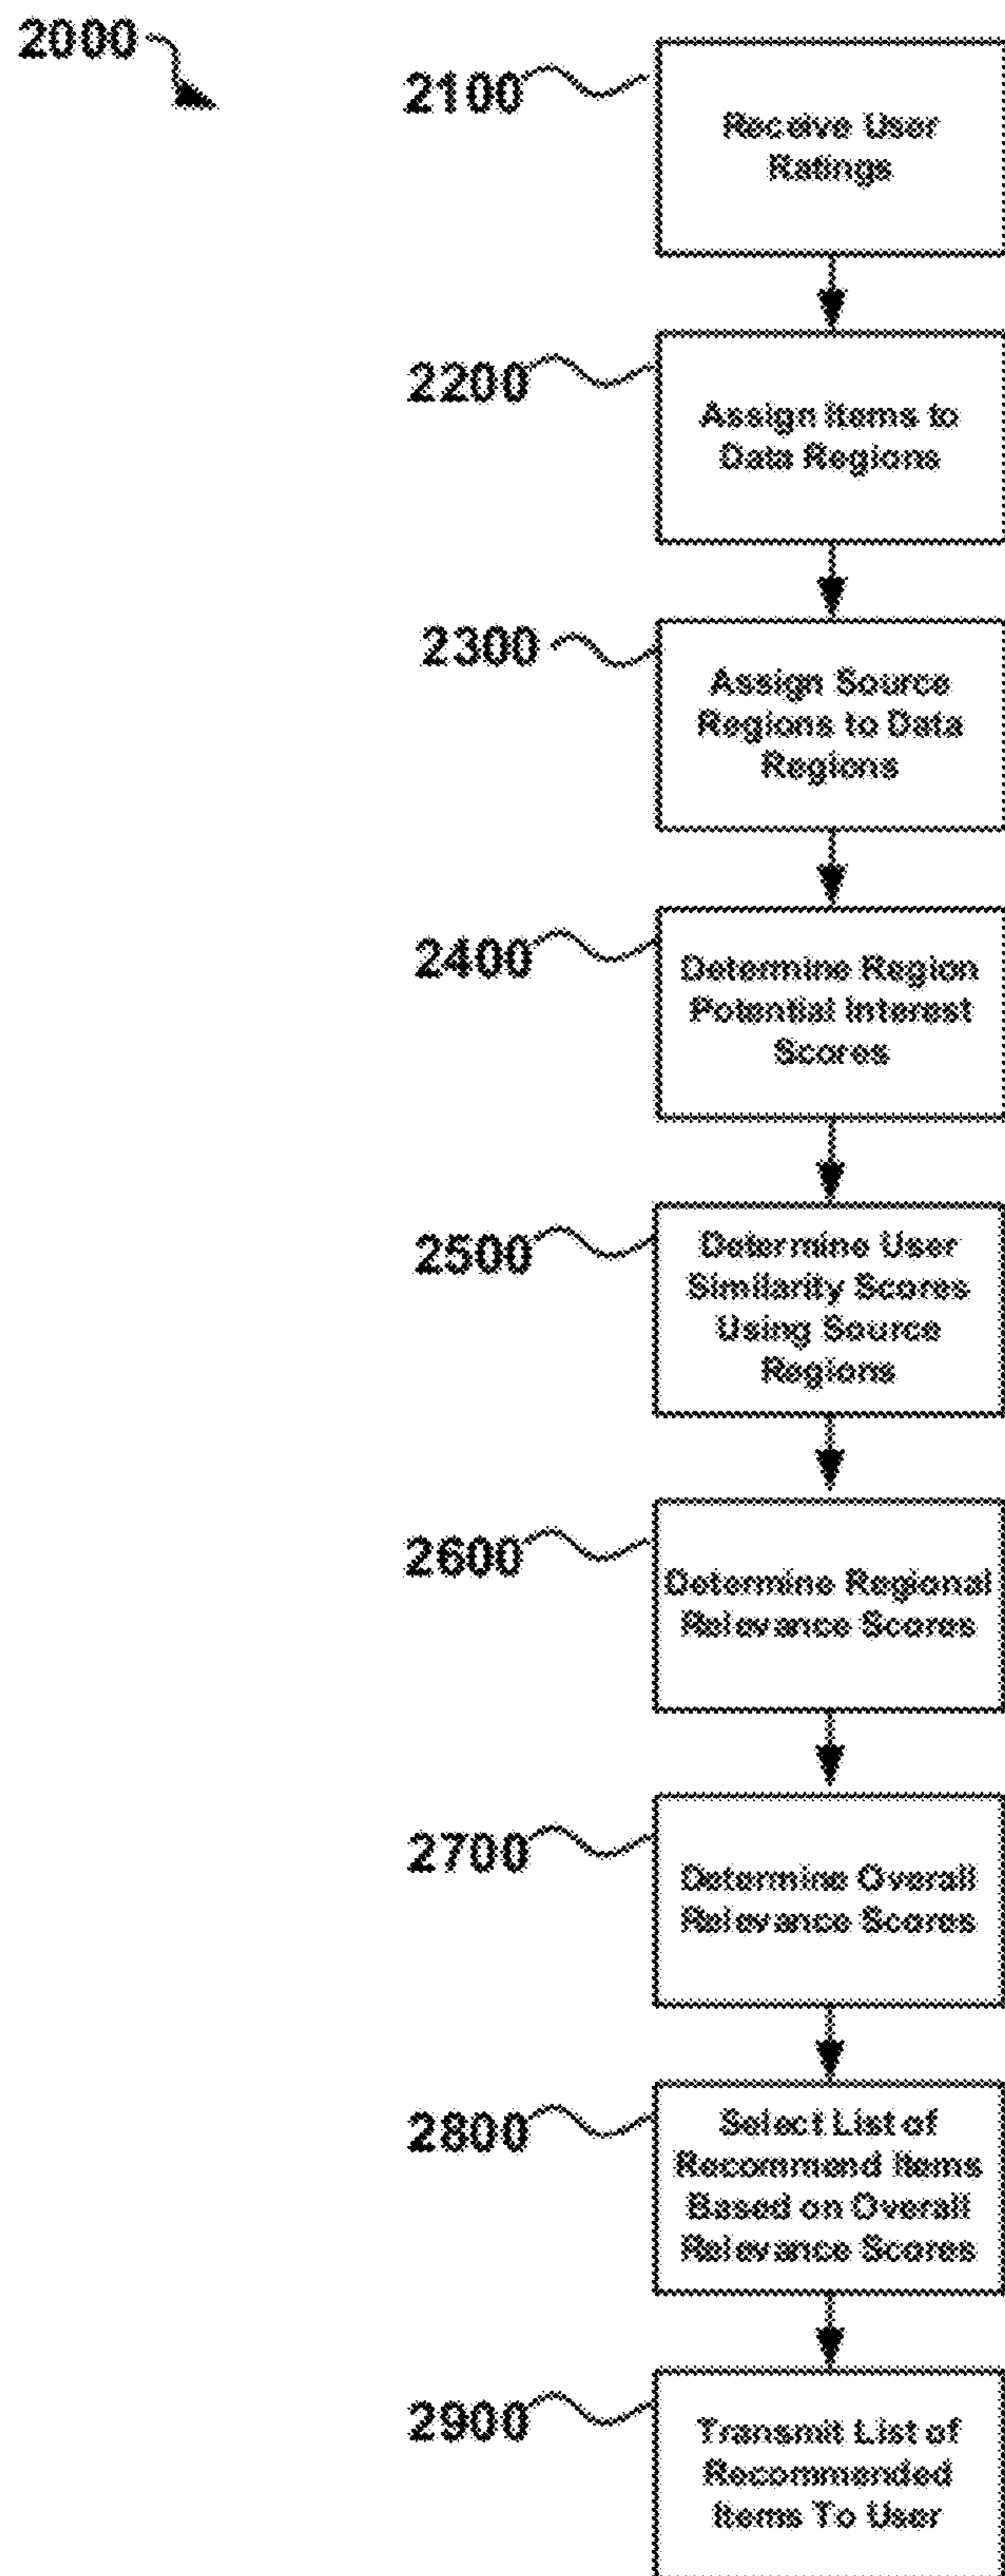 2000
2100
Receive User
Ratings
2200
Assign Items to
Data Regions
2300
Assign Source
Regions to Data
Regions
2400
Determine Region
Potential Interest
Scores
2500
Determine User
Similarity Scores
Using Source
Regions
2600
Determine Regional
Relevance Scores
2700
Determine Overall
Relevance Scores
2800
Select List of
Recommend Items
Based on Overall
Relevance Scores
2900
Transmit List of
Recommended
Items To User